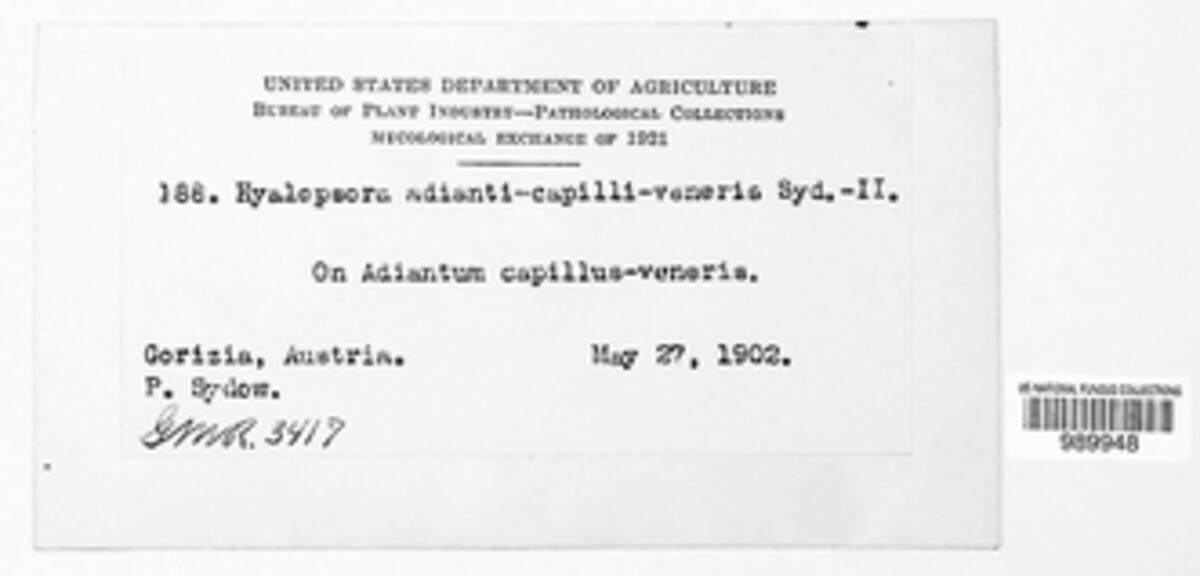 UNITED STATES DEPARTMENT OF AGRICULTURE
BUREAU OF PLANT INDUSTRY—PATHOLOGICAL COLLECTIONS
MYCOLOGICAL EXCHANGE OF 1921
188. Hyalopsora adianti-capilli-veneris Syd.-II.
On Adiantum capillus-veneris.
Gorizia, Austria. May 27, 1902.
P. Sydow.
3417
US NATIONAL FUNGUS COLLECTIONS
989948